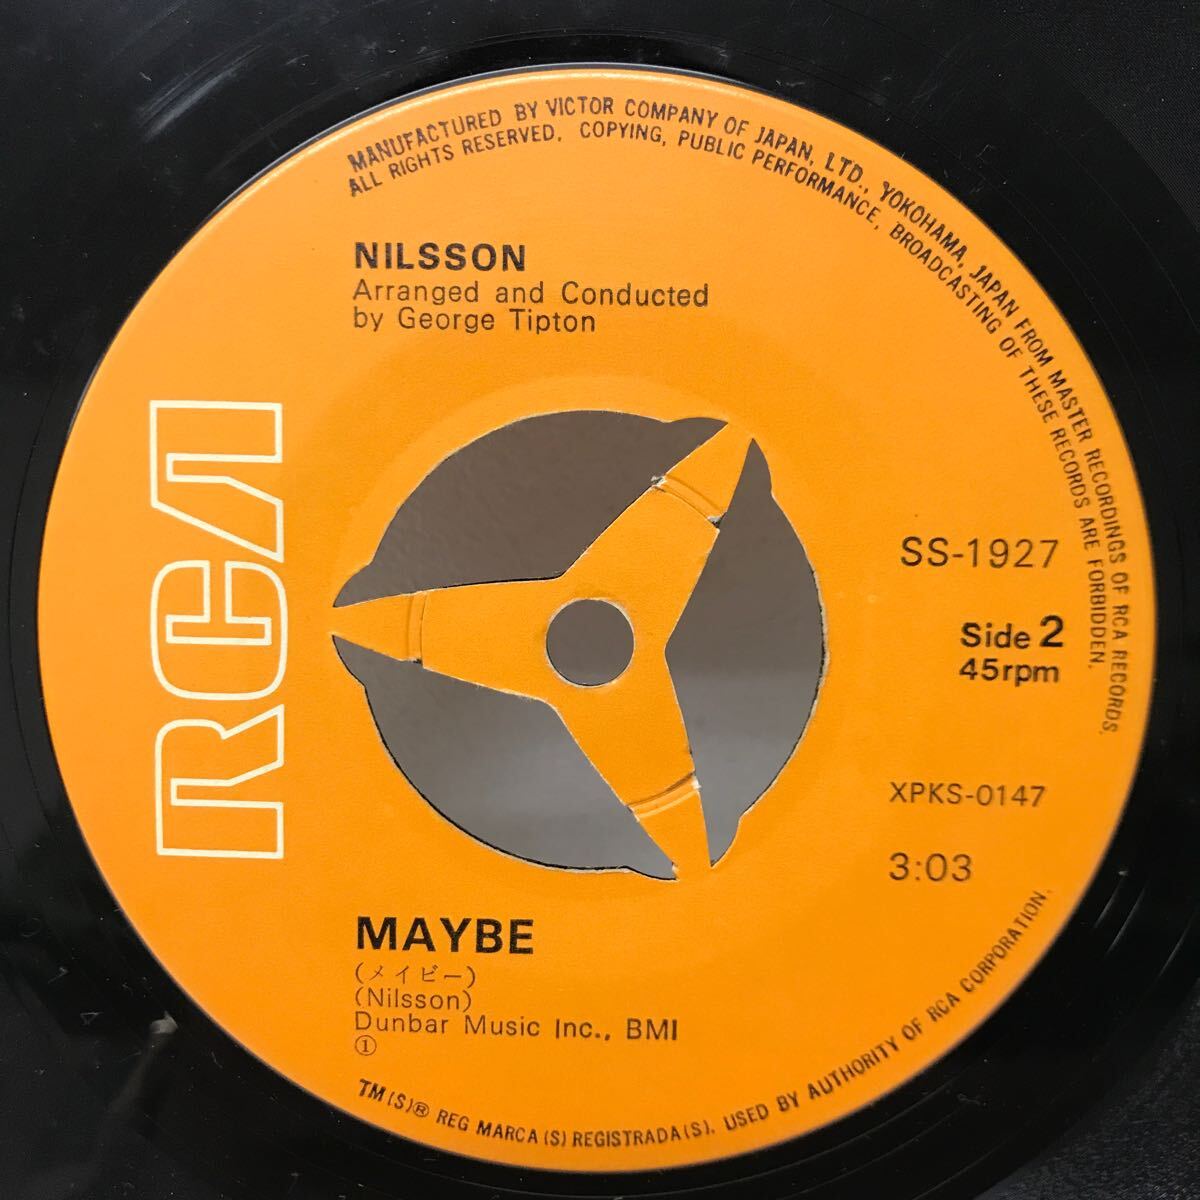 MANUFACTURED BY VICTOR COMPANY OF JAPAN, LTD., YOKOHAMA, JAPAN FROM MASTER RECORDINGS OF RCA RECORDS.
ALL RIGHTS RESERVED. COPYING, PUBLIC PERFORMANCE, BROADCASTING OF THESE RECORDS ARE FORBIDDEN.
NILSSON
Arranged and Conducted
by George Tipton
RCA
SS-1927
Side 2
45rpm
XPKS-0147
3:03
MAYBE
(メイビー)
(Nilsson)
Dunbar Music Inc., BMI
①
TM(S)® REG MARCA(S) REGISTRADA(S). USED BY AUTHORITY OF RCA CORPORATION.